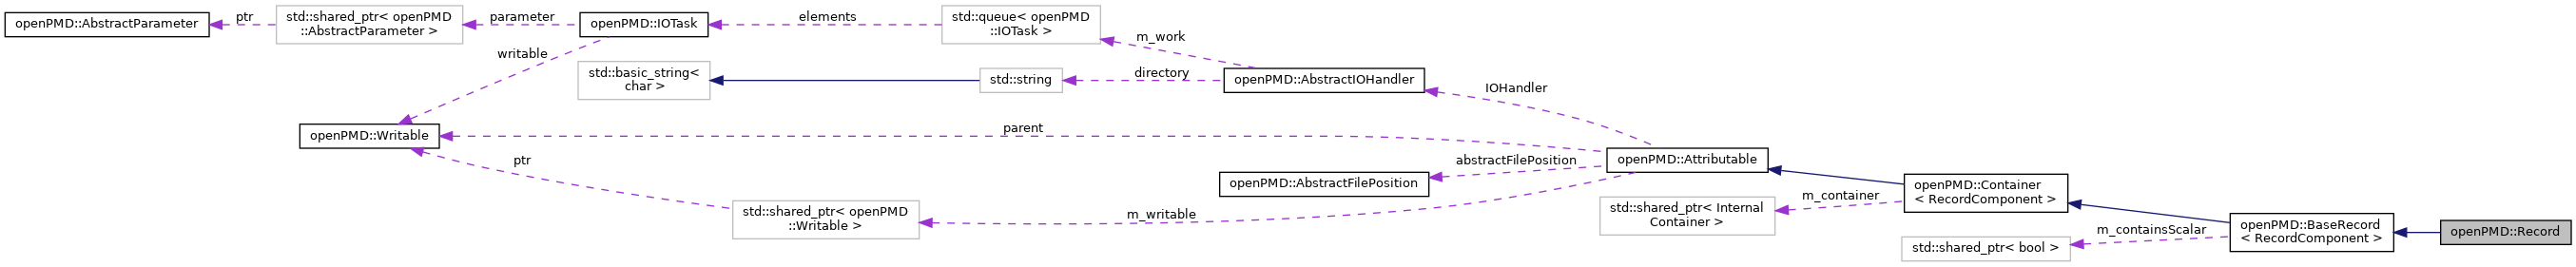 openPMD::AbstractParameter
ptr
std::shared_ptr< openPMD
::AbstractParameter >
parameter
openPMD::IOTask
elements
std::queue< openPMD
::IOTask >
m_work
writable
std::basic_string<
char >
std::string
directory
openPMD::AbstractIOHandler
IOHandler
openPMD::Writable
parent
ptr
abstractFilePosition
openPMD::Attributable
openPMD::AbstractFilePosition
std::shared_ptr< openPMD
::Writable >
m_writable
std::shared_ptr< Internal
Container >
m_container
openPMD::Container
< RecordComponent >
std::shared_ptr< bool >
m_containsScalar
openPMD::BaseRecord
< RecordComponent >
openPMD::Record